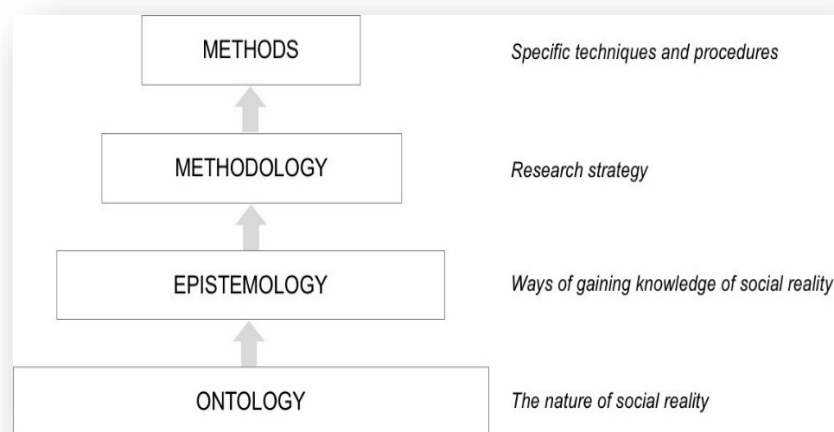 METHODS
Specific techniques and procedures
METHODOLOGY
Research strategy
EPISTEMOLOGY
Ways of gaining knowledge of social reality
ONTOLOGY
The nature of social reality